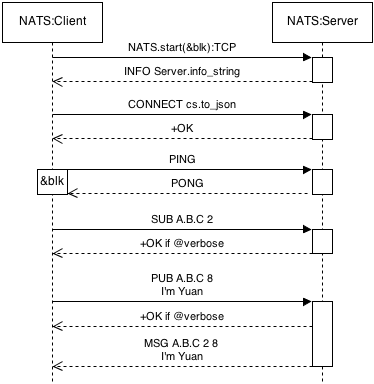 NATS:Client
NATS:Server
NATS.start(&blk):TCP
INFO Server.info_string
CONNECT cs.to_json
+OK
PING
&blk
PONG
SUB A.B.C 2
+OK if @verbose
PUB A.B.C 8
I'm Yuan
+OK if @verbose
MSG A.B.C 2 8
I'm Yuan